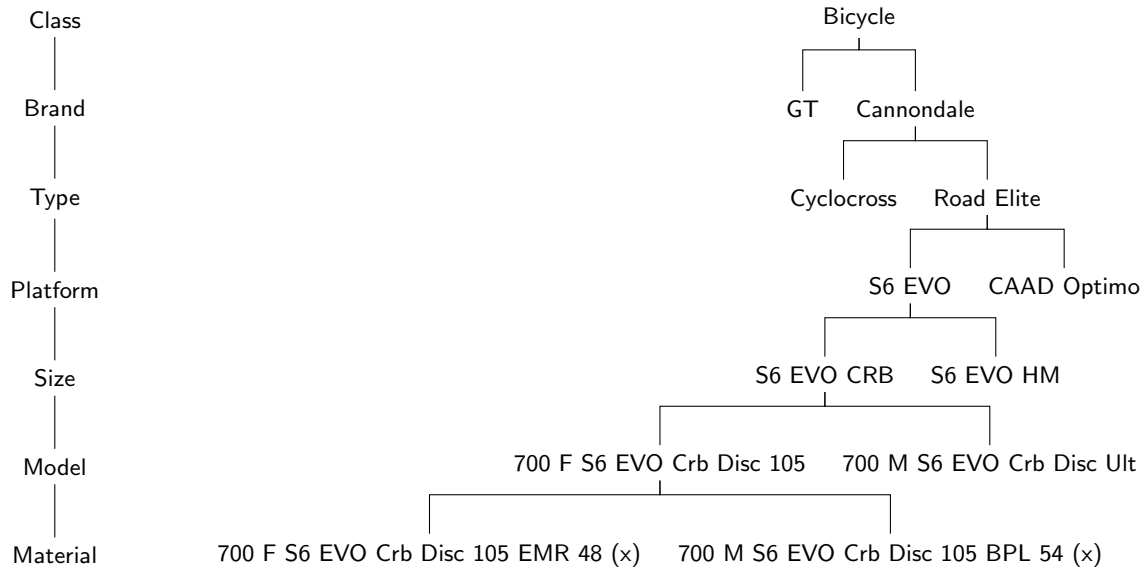 Class Bicycle
Brand GT Cannondale
Type Cyclocross Road Elite
Platform S6 EVO CAAD Optimo
Size S6 EVO CRB S6 EVO HM
Model 700 F S6 EVO Crb Disc 105 700 M S6 EVO Crb Disc Ult
Material 700 F S6 EVO Crb Disc 105 EMR 48 (x) 700 M S6 EVO Crb Disc 105 BPL 54 (x)